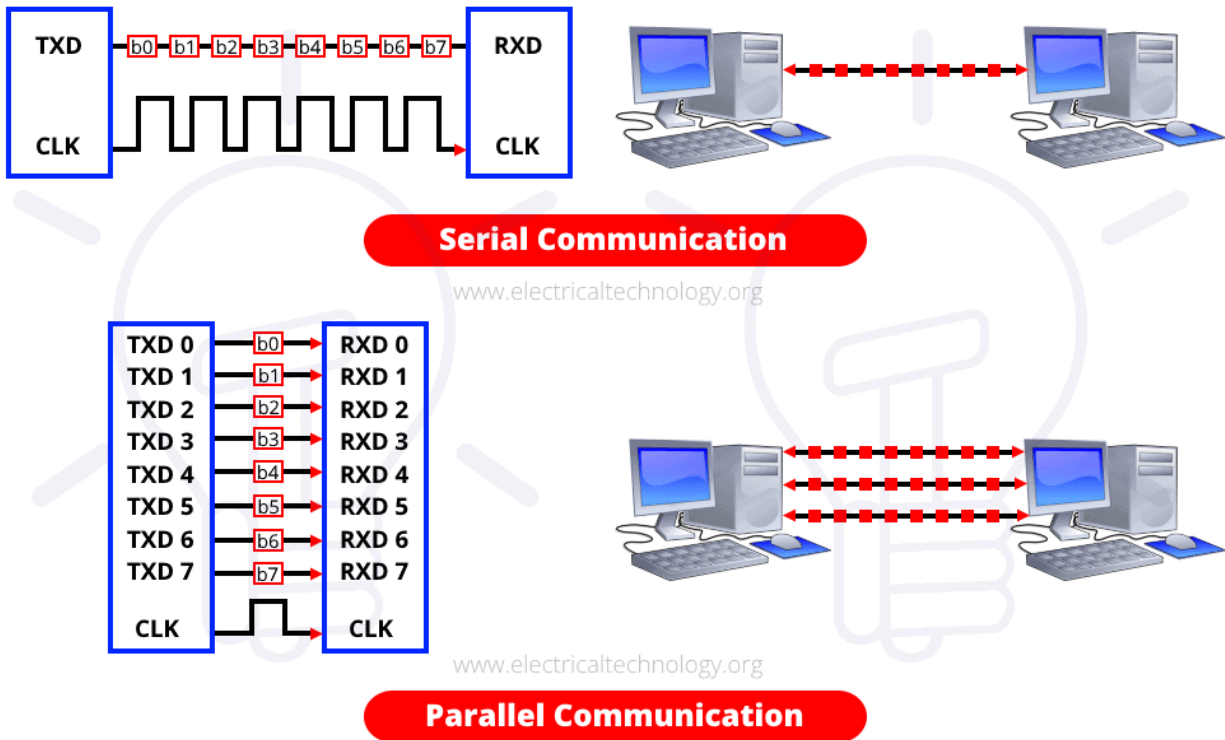 TXD b0 b1 b2 b3 b4 b5 b6 b7 RXD
CLK CLK
Serial Communication
www.electricaltechnology.org
TXD 0 b0 RXD 0
TXD 1 b1 RXD 1
TXD 2 b2 RXD 2
TXD 3 b3 RXD 3
TXD 4 b4 RXD 4
TXD 5 b5 RXD 5
TXD 6 b6 RXD 6
TXD 7 b7 RXD 7
CLK CLK
www.electricaltechnology.org
Parallel Communication